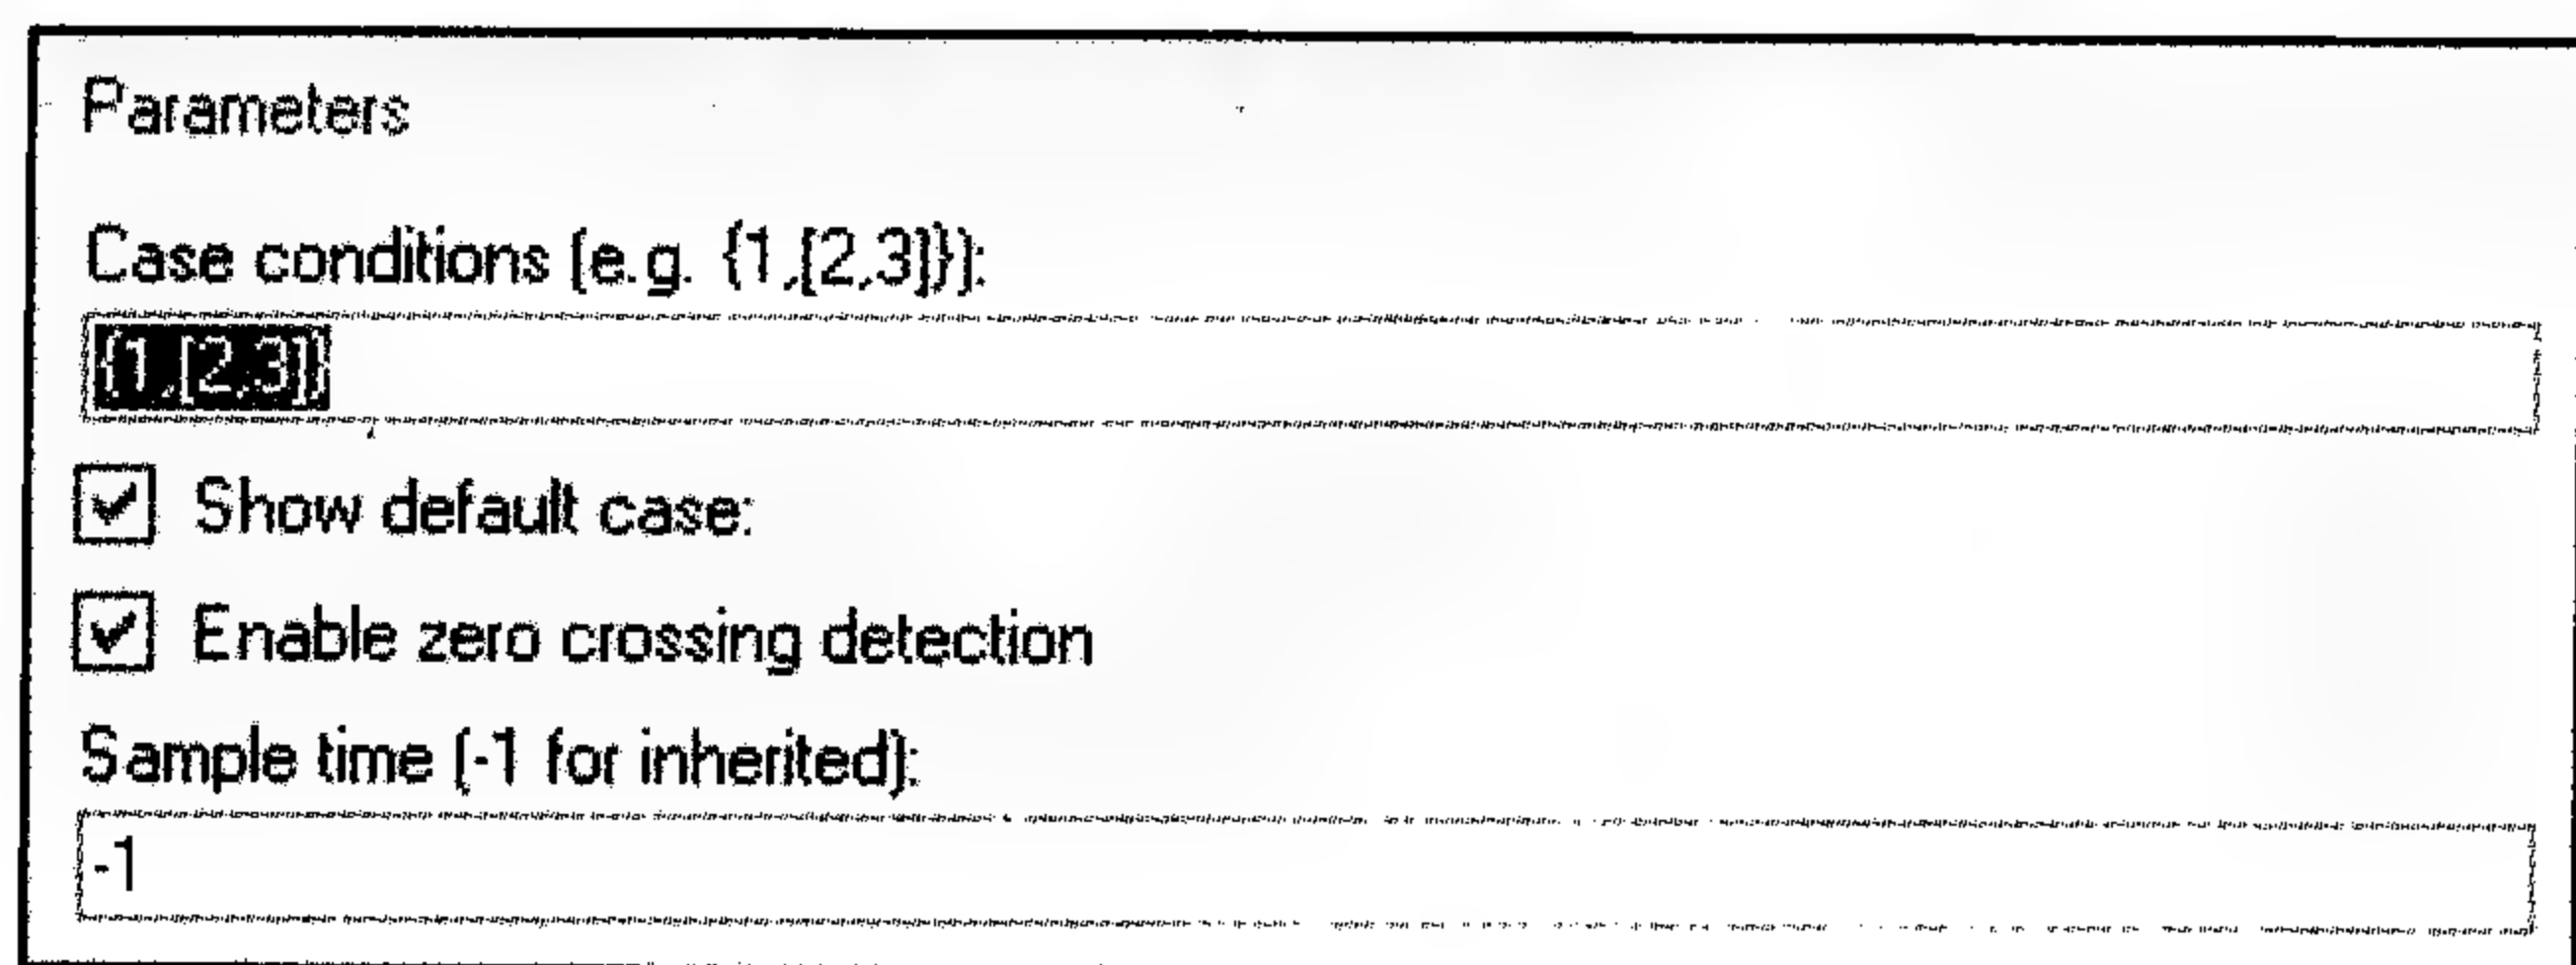 Parameters
Case conditions (e.g. {1,[2,3]}):
{1,[2,3]}
Show default case:
Enable zero crossing detection
Sample time (-1 for inherited):
-1